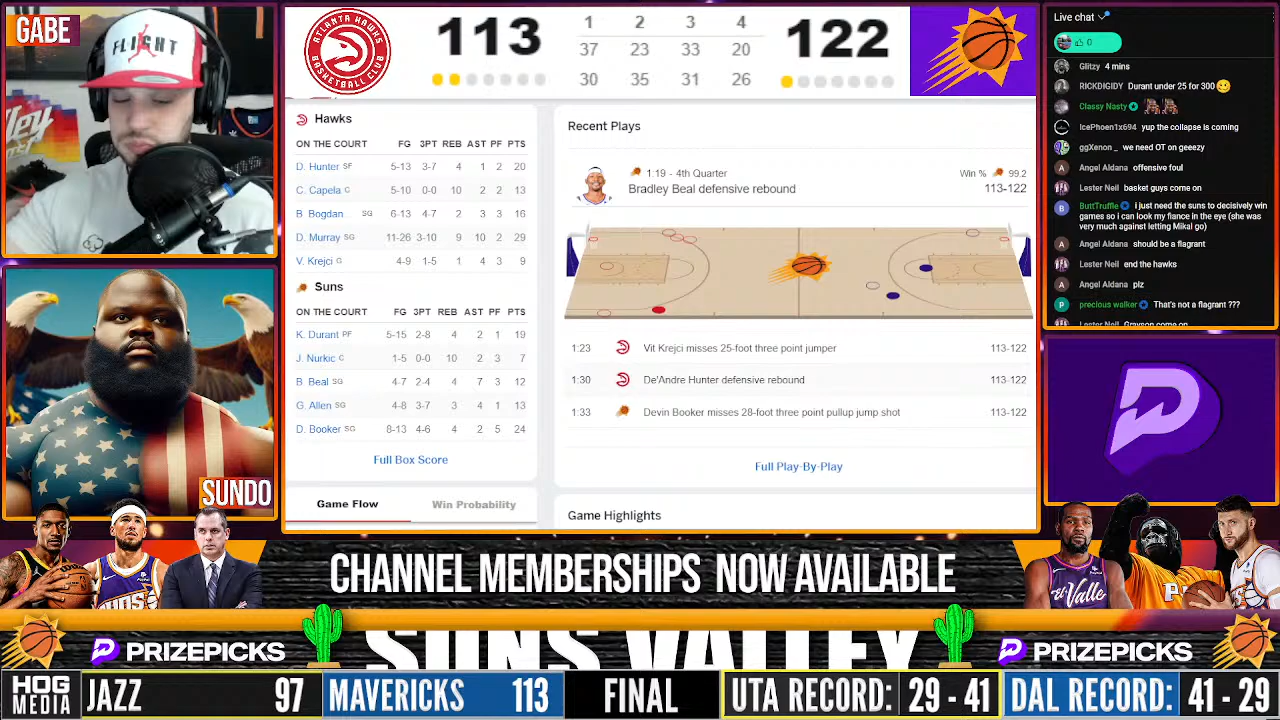 GABE
FLIGHT
SUNDO
ATLANTA HAWKS
BASKETBALL CLUB
113
1 2 3 4
37 23 33 20
30 35 31 26
122
Hawks
ON THE COURT FG 3PT REB AST PF PTS
D. Hunter SF 5-13 3-7 4 1 2 20
C. Capela C 5-10 0-0 10 2 2 13
B. Bogdan... SG 6-13 4-7 2 3 3 16
D. Murray SG 11-26 3-10 9 10 2 29
V. Krejci G 4-9 1-5 1 4 3 9
Suns
ON THE COURT FG 3PT REB AST PF PTS
K. Durant PF 5-15 2-8 4 2 1 19
J. Nurkic C 1-5 0-0 10 2 3 7
B. Beal SG 4-7 2-4 4 7 3 12
G. Allen SG 4-8 3-7 3 4 1 13
D. Booker SG 8-13 4-6 4 2 5 24
Full Box Score
Game Flow
Win Probability
Recent Plays
1:19 - 4th Quarter
Bradley Beal defensive rebound
Win % 99.2
113-122
1:23 Vit Krejci misses 25-foot three point jumper 113-122
1:30 De'Andre Hunter defensive rebound 113-122
1:33 Devin Booker misses 28-foot three point pullup jump shot 113-122
Full Play-By-Play
Game Highlights
Live chat
0
Glitzy 4 mins
RICKDIGIDY Durant under 25 for 300
Classy Nasty
IcePhoen1x694 yup the collapse is coming
ggXenon _ we need OT on geeezy
Angel Aldana offensive foul
Lester Neil basket guys come on
ButtTruffle i just need the suns to decisively win
games so i can look my fiance in the eye (she was
very much against letting Mikal go)
Angel Aldana should be a flagrant
Lester Neil end the hawks
Angel Aldana plz
precious walker That's not a flagrant ???
Lester Neil Grayson come on
CHANNEL MEMBERSHIPS NOW AVAILABLE
PRIZEPICKS
SUNS VALLEY
PRIZEPICKS
HOG
MEDIA
JAZZ 97
MAVERICKS 113
FINAL
UTA RECORD: 29 - 41
DAL RECORD: 41 - 29